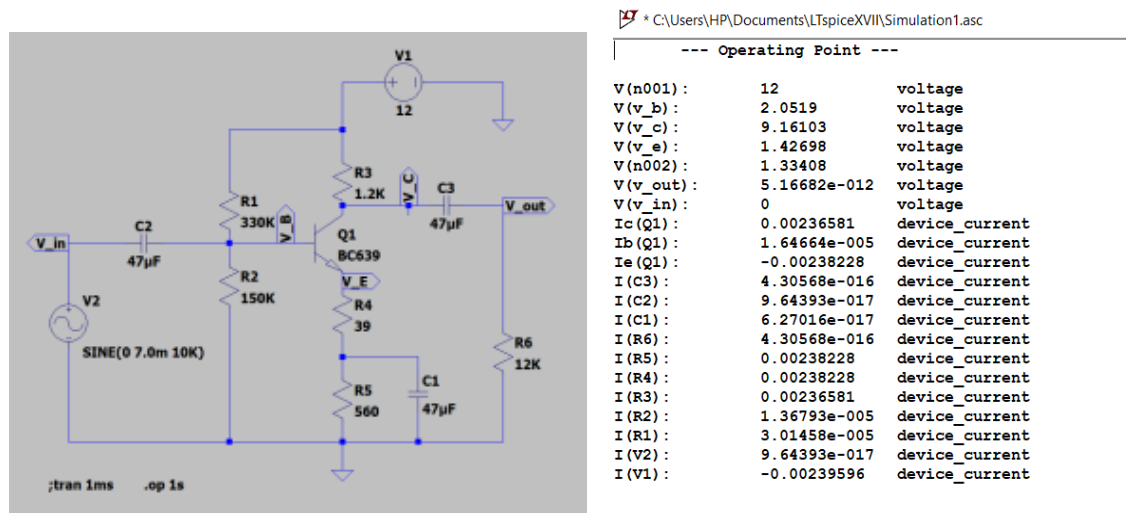 V1
+ -
12
R3
1.2K
V_C
C3
47µF
V_out
R1
330K
V_B
C2
47µF
V_in
Q1
BC639
V_E
R2
150K
V2
SINE(0 7.0m 10K)
R4
39
R6
12K
R5
560
C1
47µF
;tran 1ms .op 1s
* C:\Users\HP\Documents\LTspiceXVII\Simulation1.asc
--- Operating Point ---
V(n001): 12 voltage
V(v_b): 2.0519 voltage
V(v_c): 9.16103 voltage
V(v_e): 1.42698 voltage
V(n002): 1.33408 voltage
V(v_out): 5.16682e-012 voltage
V(v_in): 0 voltage
Ic(Q1): 0.00236581 device_current
Ib(Q1): 1.64664e-005 device_current
Ie(Q1): -0.00238228 device_current
I(C3): 4.30568e-016 device_current
I(C2): 9.64393e-017 device_current
I(C1): 6.27016e-017 device_current
I(R6): 4.30568e-016 device_current
I(R5): 0.00238228 device_current
I(R4): 0.00238228 device_current
I(R3): 0.00236581 device_current
I(R2): 1.36793e-005 device_current
I(R1): 3.01458e-005 device_current
I(V2): 9.64393e-017 device_current
I(V1): -0.00239596 device_current